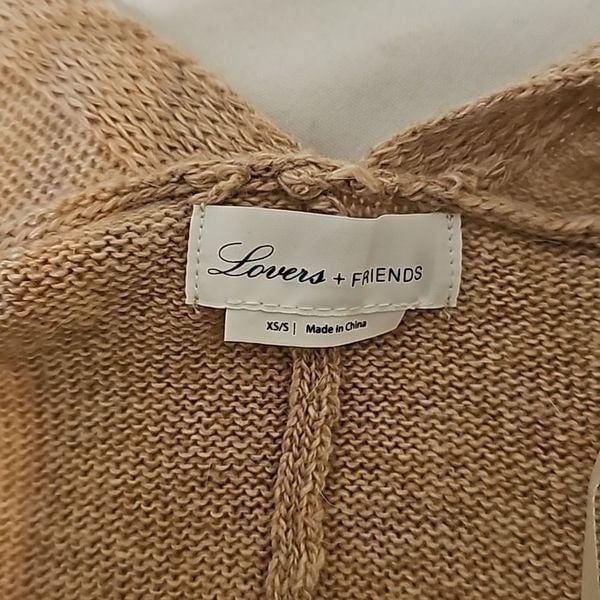 Lovers + FRIENDS
XS/S | Made in China